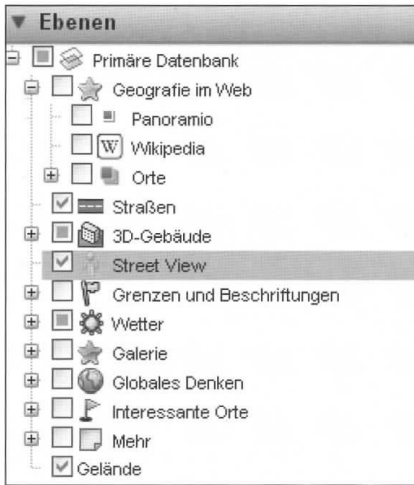 Ebenen
Primäre Datenbank
Geografie im Web
Panoramio
W Wikipedia
Orte
Straßen
3D-Gebäude
Street View
Grenzen und Beschriftungen
Wetter
Galerie
Globales Denken
Interessante Orte
Mehr
Gelände